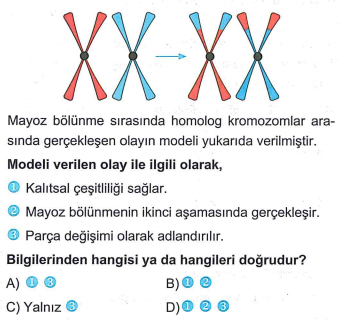 Mayoz bölünme sırasında homolog kromozomlar ara-
sında gerçekleşen olayın modeli yukarıda verilmiştir.
Modeli verilen olay ile ilgili olarak,
1 Kalıtsal çeşitliliği sağlar.
2 Mayoz bölünmenin ikinci aşamasında gerçekleşir.
3 Parça değişimi olarak adlandırılır.
Bilgilerinden hangisi ya da hangileri doğrudur?
A) 1 3 B) 1 2
C) Yalnız 3 D) 1 2 3